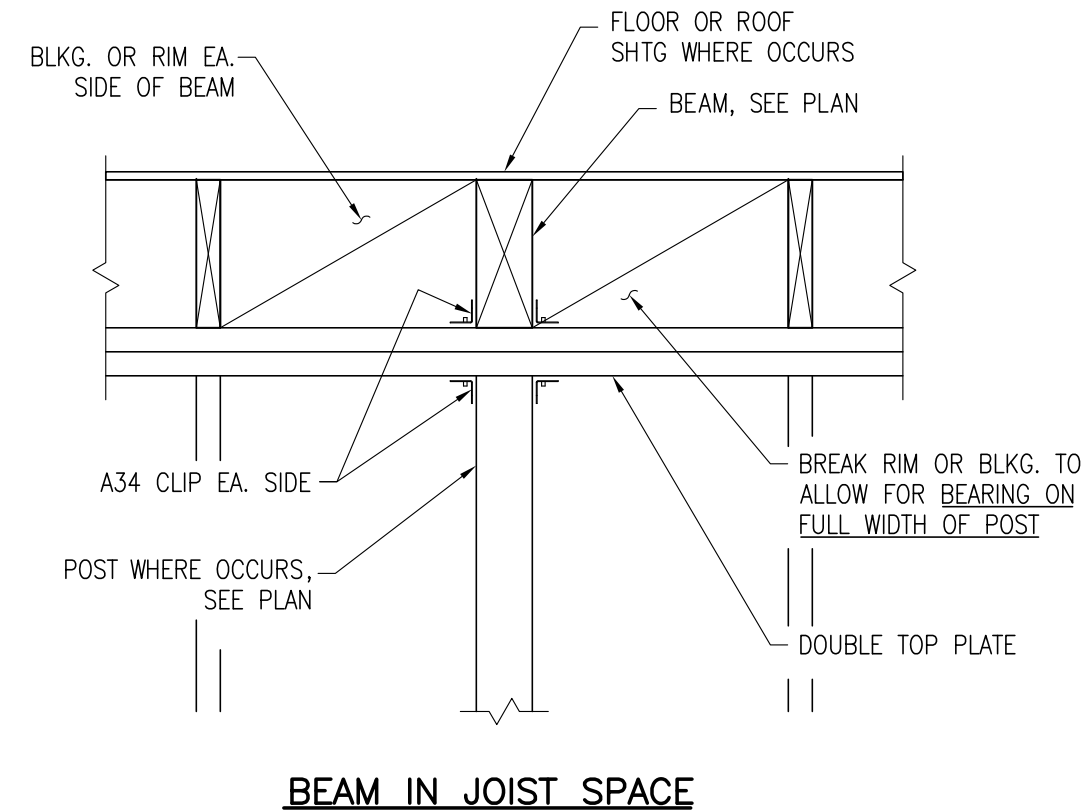 FLOOR OR ROOF
SHTG WHERE OCCURS
BLKG. OR RIM EA.
SIDE OF BEAM
BEAM, SEE PLAN
A34 CLIP EA. SIDE
BREAK RIM OR BLKG. TO
ALLOW FOR BEARING ON
FULL WIDTH OF POST
POST WHERE OCCURS,
SEE PLAN
DOUBLE TOP PLATE
BEAM IN JOIST SPACE